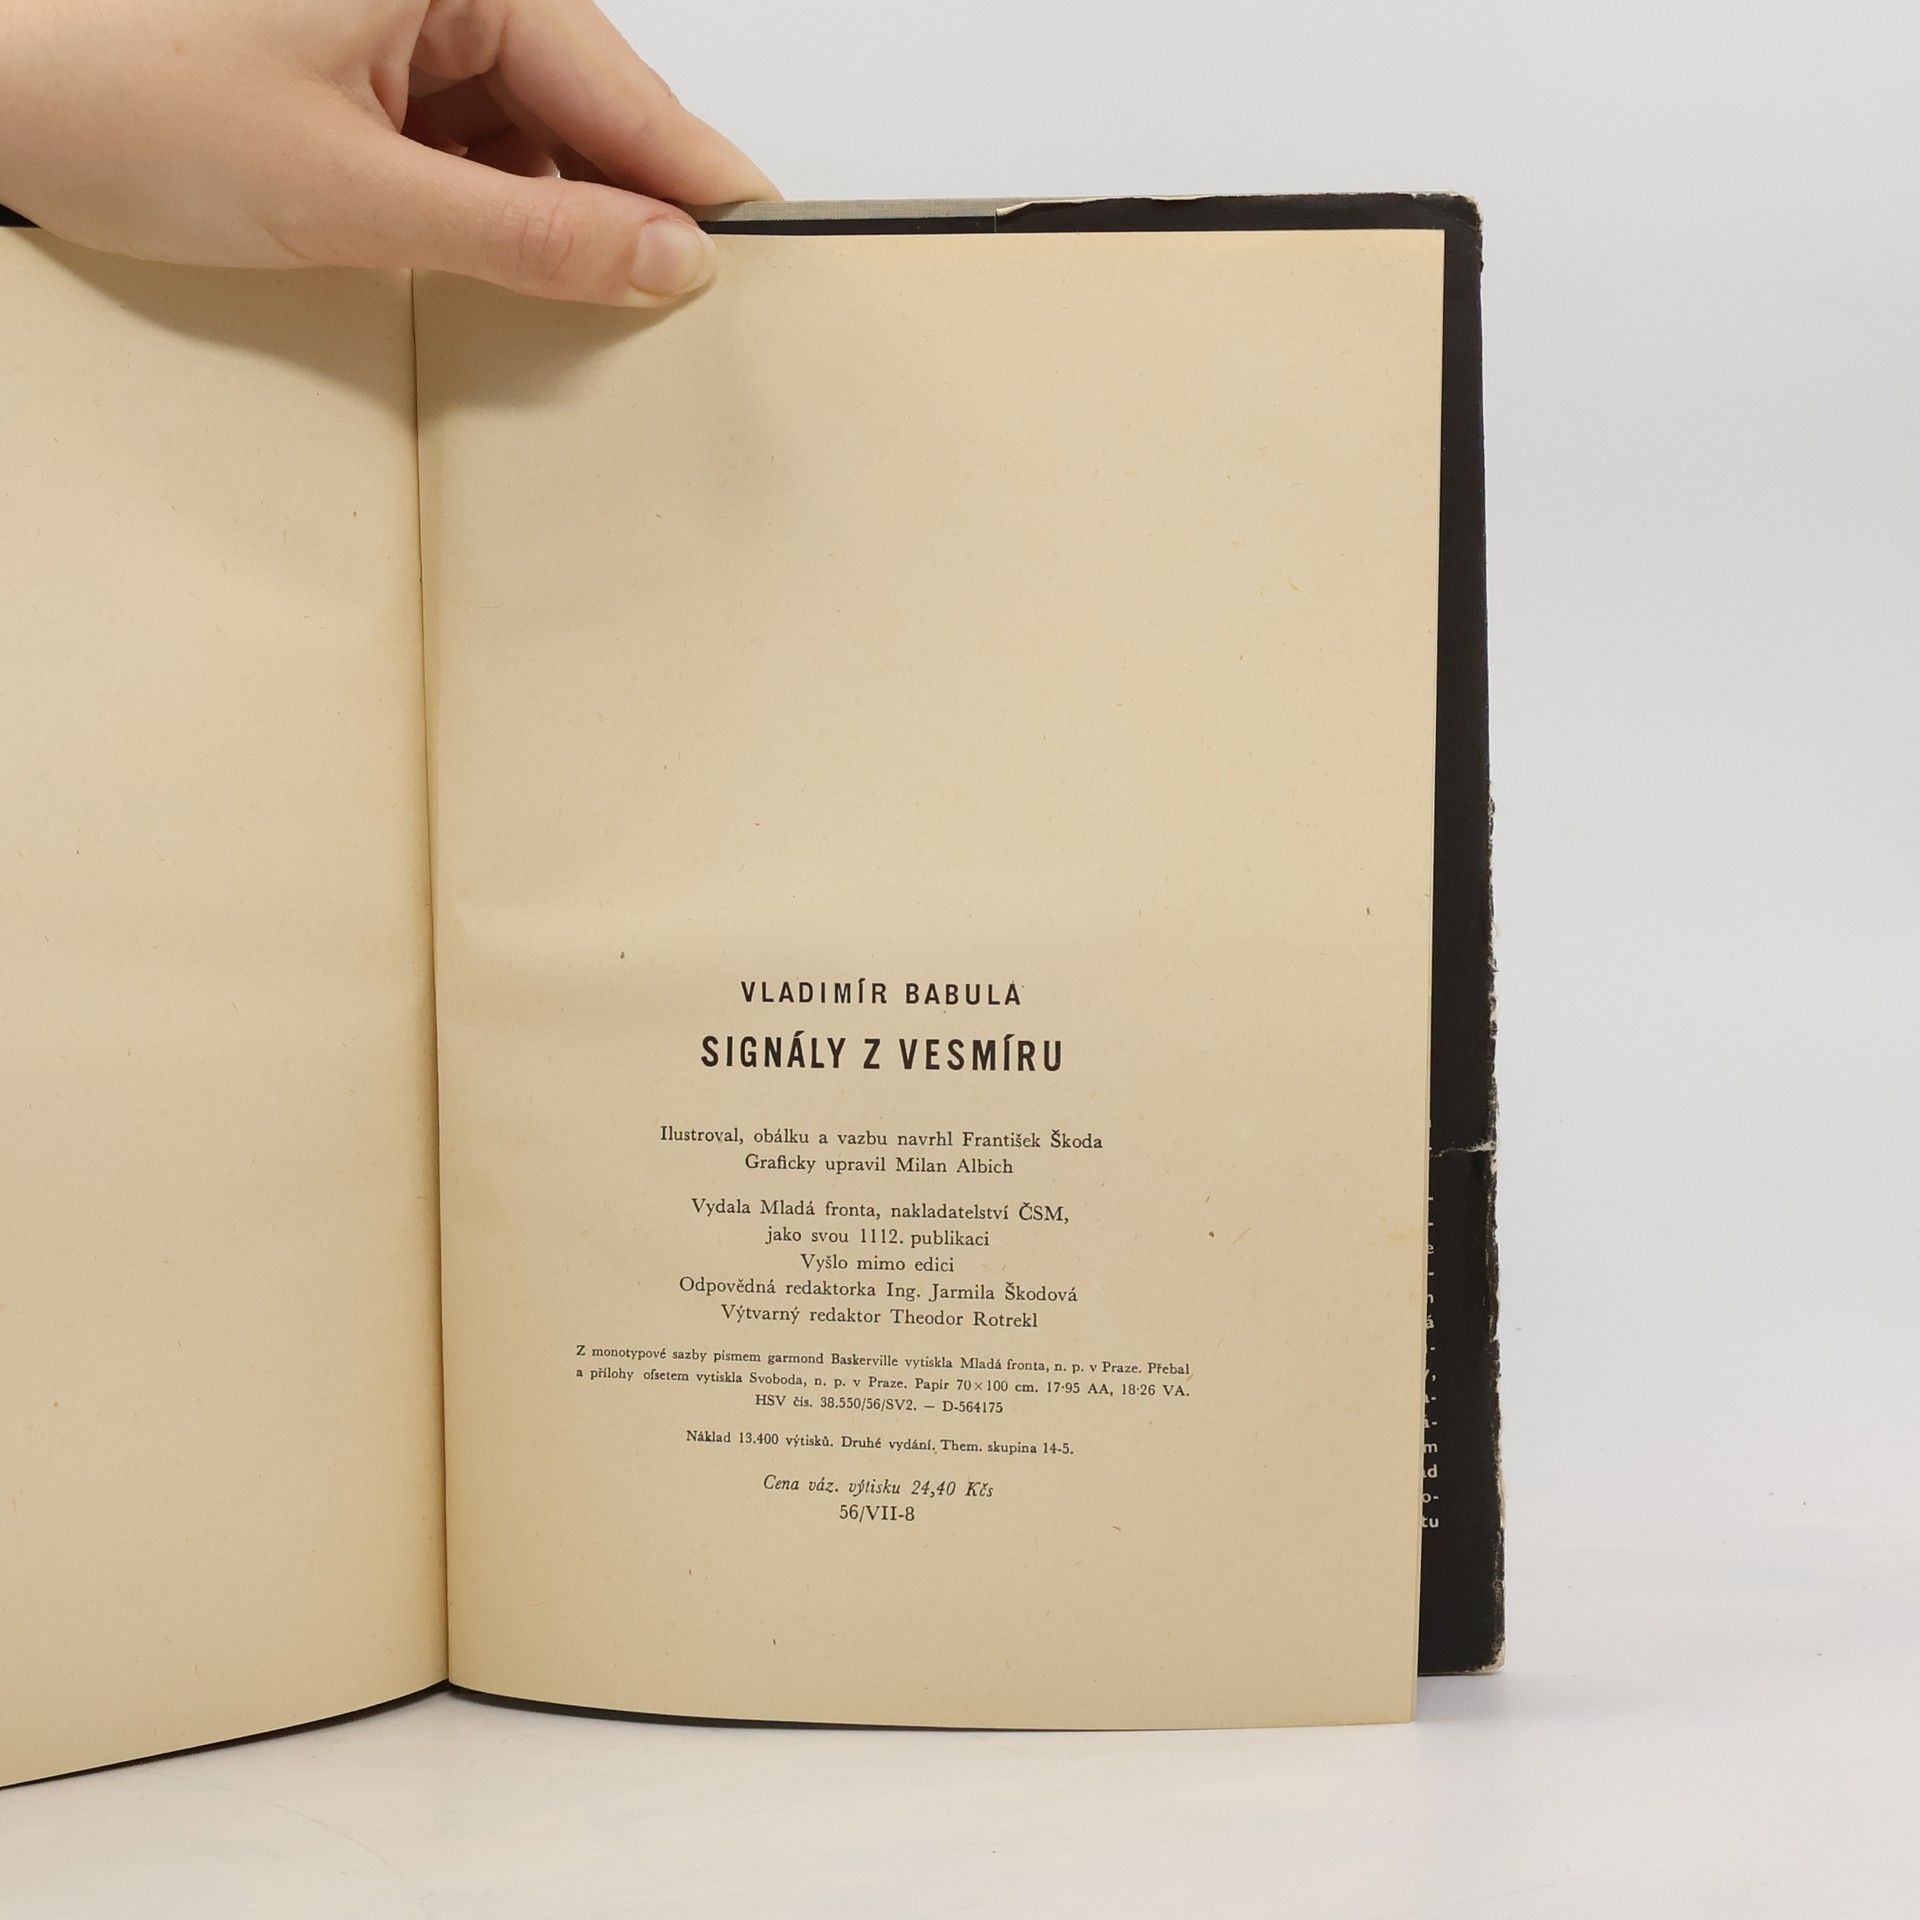 VLADIMÍR BABULA
SIGNÁLY Z VESMÍRU
Ilustroval, obálku a vazbu navrhl František Škoda
Graficky upravil Milan Albich
Vydala Mladá fronta, nakladatelství ČSM,
jako svou 1112. publikaci
Vyšlo mimo edici
Odpovědná redaktorka Ing. Jarmila Škodová
Výtvarný redaktor Theodor Rotrekl
Z monotypové sazby písmem garmond Baskerville vytiskla Mladá fronta, n. p. v Praze. Přebal
a přílohy ofsetem vytiskla Svoboda, n. p. v Praze. Papír 70×100 cm. 17·95 AA, 18·26 VA.
HSV čís. 38.550/56/SV2. — D-564175
Náklad 13.400 výtisků. Druhé vydání. Them. skupina 14-5.
Cena váz. výtisku 24,40 Kčs
56/VII-8